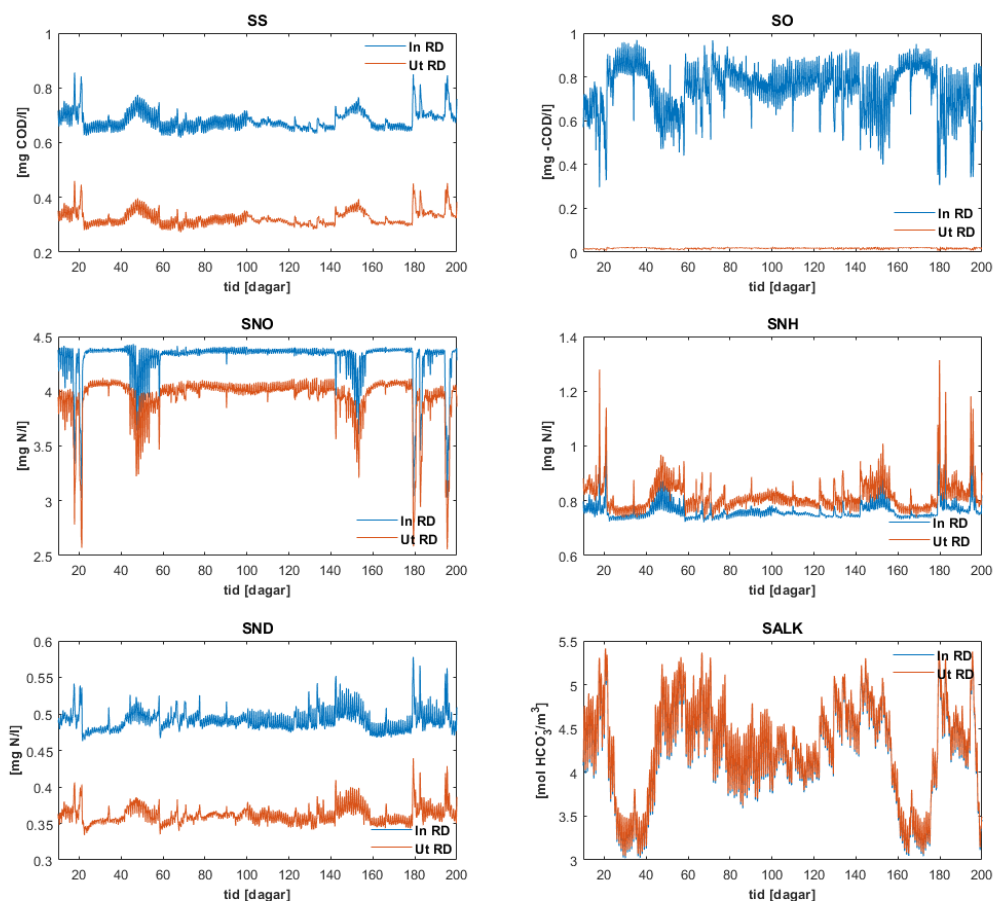 SS
In RD
Ut RD
1
0.8
0.6
0.4
0.2
[mg COD/l]
20 40 60 80 100 120 140 160 180 200
tid [dagar]
SO
1
0.8
0.6
0.4
0.2
0
[mg -COD/l]
In RD
Ut RD
20 40 60 80 100 120 140 160 180 200
tid [dagar]
SNO
4.5
4
3.5
3
2.5
[mg N/l]
In RD
Ut RD
20 40 60 80 100 120 140 160 180 200
tid [dagar]
SNH
1.4
1.2
1
0.8
0.6
[mg N/l]
In RD
Ut RD
20 40 60 80 100 120 140 160 180 200
tid [dagar]
SND
0.6
0.55
0.5
0.45
0.4
0.35
0.3
[mg N/l]
In RD
Ut RD
20 40 60 80 100 120 140 160 180 200
tid [dagar]
SALK
In RD
Ut RD
5.5
5
4.5
4
3.5
3
[mol HCO₃⁻/m³]
20 40 60 80 100 120 140 160 180 200
tid [dagar]